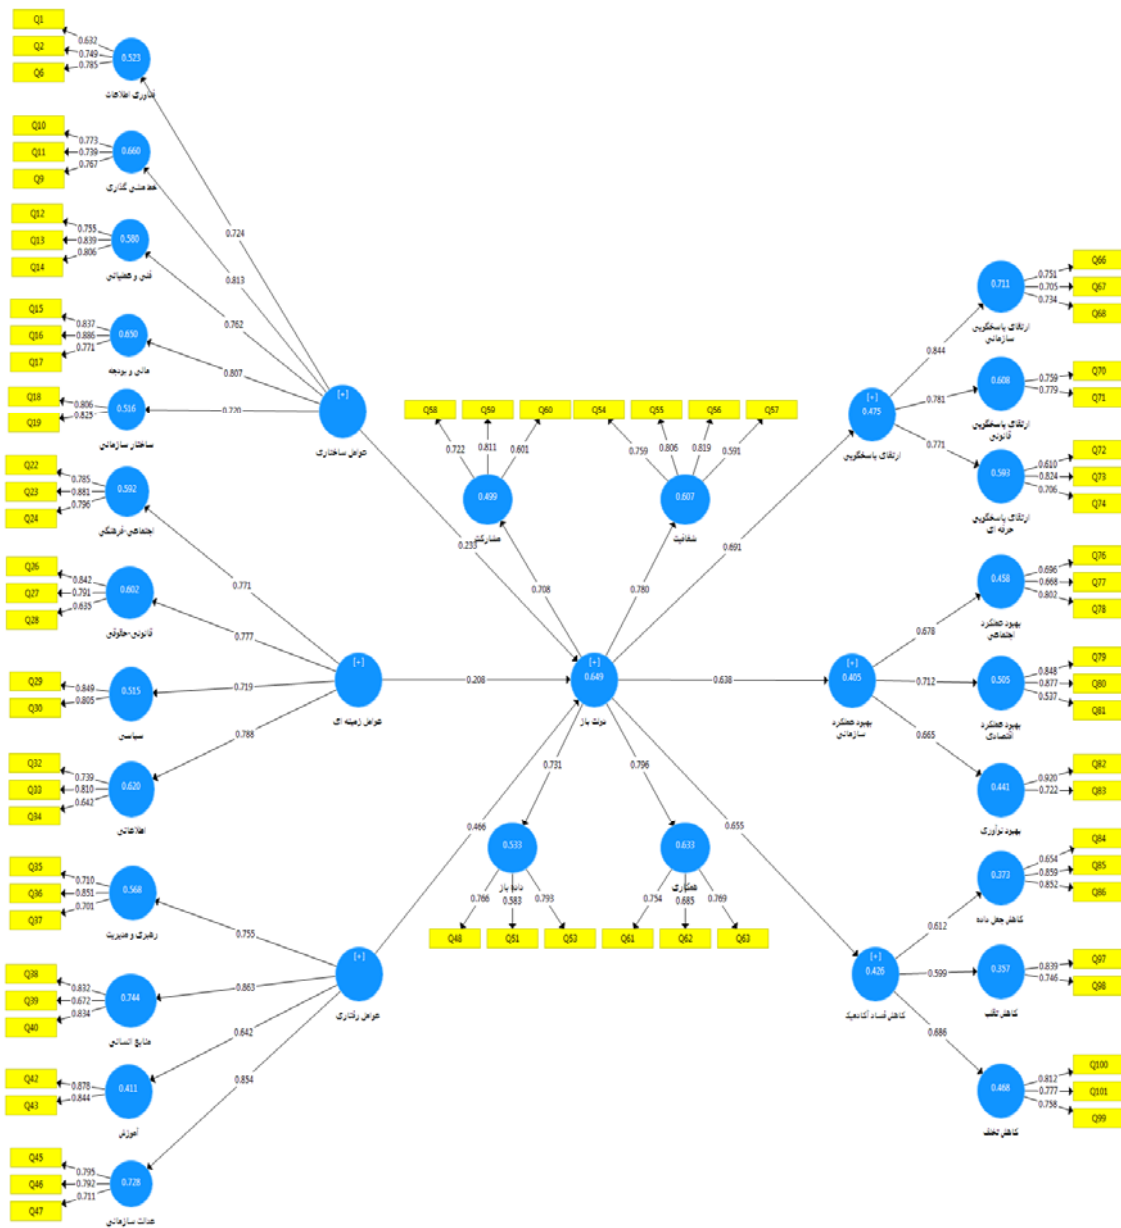 Q1
Q2
Q6
0.632
0.749
0.785
0.523
فناوری اطلاعات
Q10
Q11
Q9
0.773
0.739
0.767
0.660
خط مشی گذاری
Q12
Q13
Q14
0.755
0.839
0.806
0.580
فنی و عملیاتی
Q15
Q16
Q17
0.837
0.886
0.771
0.650
مالی و بودجه
Q18
Q19
0.806
0.825
0.516
ساختار سازمانی
0.724
0.813
0.762
0.807
0.720
[+]
عوامل ساختاری
0.233
Q22
Q23
Q24
0.785
0.881
0.796
0.592
اجتماعی-فرهنگی
Q26
Q27
Q28
0.842
0.791
0.635
0.602
قانونی-حقوقی
Q29
Q30
0.849
0.805
0.515
سیاسی
Q32
Q33
Q34
0.739
0.810
0.642
0.620
اطلاعاتی
0.771
0.777
0.719
0.788
[+]
عوامل زمینه ای
0.208
Q35
Q36
Q37
0.710
0.851
0.701
0.568
رهبری و مدیریت
Q38
Q39
Q40
0.832
0.672
0.834
0.744
منابع انسانی
Q42
Q43
0.878
0.844
0.411
آموزش
Q45
Q46
Q47
0.795
0.792
0.711
0.728
عدالت سازمانی
0.755
0.863
0.642
0.854
[+]
عوامل رفتاری
0.466
Q58
Q59
Q60
0.722
0.811
0.601
0.499
مشارکت
0.708
Q54
Q55
Q56
Q57
0.759
0.806
0.819
0.591
0.607
شفافیت
0.780
[+]
0.649
دولت باز
0.731
0.533
داده باز
0.766
0.583
0.793
Q48
Q51
Q53
0.796
0.633
همکاری
0.754
0.685
0.769
Q61
Q62
Q63
0.691
[+]
0.475
ارتقای پاسخگویی
0.844
0.781
0.771
0.711
ارتقای پاسخگویی
سازمانی
0.751
0.705
0.734
Q66
Q67
Q68
0.608
ارتقای پاسخگویی
قانونی
0.759
0.779
Q70
Q71
0.593
ارتقای پاسخگویی
حرفه ای
0.610
0.824
0.706
Q72
Q73
Q74
0.638
[+]
0.405
بهبود عملکرد
سازمانی
0.678
0.712
0.665
0.458
بهبود عملکرد
اجتماعی
0.696
0.668
0.802
Q76
Q77
Q78
0.505
بهبود عملکرد
اقتصادی
0.848
0.877
0.537
Q79
Q80
Q81
0.441
بهبود نوآوری
0.920
0.722
Q82
Q83
0.655
[+]
0.426
کاهش فساد آکادمیک
0.612
0.599
0.686
0.373
کاهش جعل داده
0.654
0.859
0.852
Q84
Q85
Q86
0.357
کاهش تقلب
0.839
0.746
Q97
Q98
0.468
کاهش تخلف
0.812
0.777
0.758
Q100
Q101
Q99